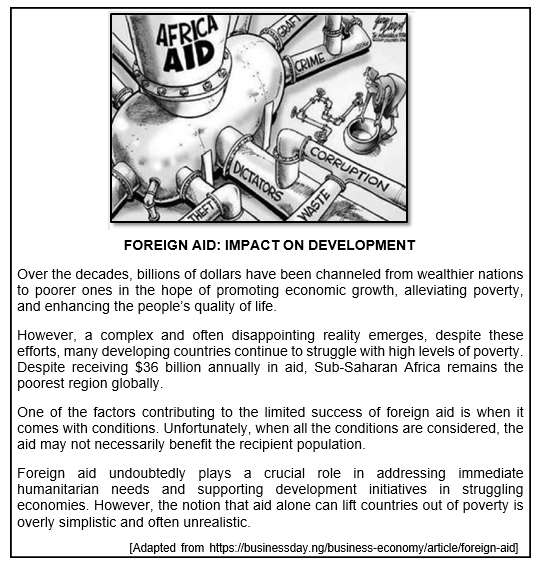 AFRICA
AID
GRAFT
CRIME
CORRUPTION
DICTATORS
WASTE
THEFT
FOREIGN AID: IMPACT ON DEVELOPMENT
Over the decades, billions of dollars have been channeled from wealthier nations
to poorer ones in the hope of promoting economic growth, alleviating poverty,
and enhancing the people’s quality of life.
However, a complex and often disappointing reality emerges, despite these
efforts, many developing countries continue to struggle with high levels of poverty.
Despite receiving $36 billion annually in aid, Sub-Saharan Africa remains the
poorest region globally.
One of the factors contributing to the limited success of foreign aid is when it
comes with conditions. Unfortunately, when all the conditions are considered, the
aid may not necessarily benefit the recipient population.
Foreign aid undoubtedly plays a crucial role in addressing immediate
humanitarian needs and supporting development initiatives in struggling
economies. However, the notion that aid alone can lift countries out of poverty is
overly simplistic and often unrealistic.
[Adapted from https://businessday.ng/business-economy/article/foreign-aid]